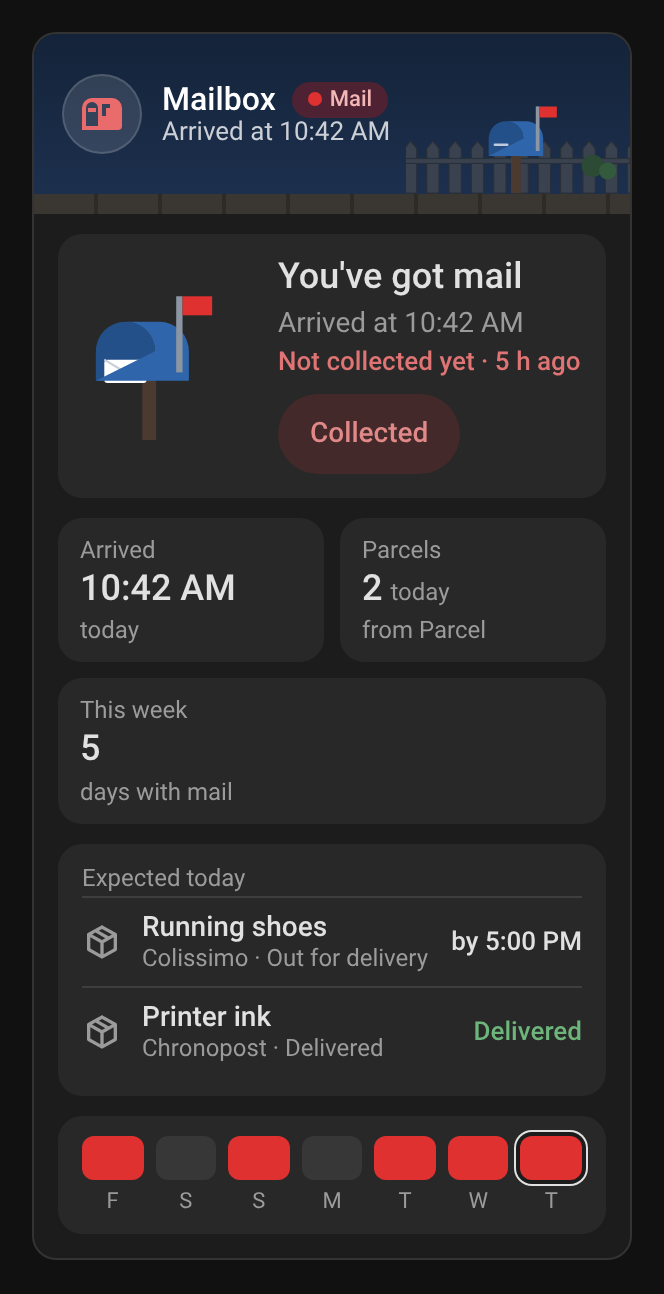 Mailbox
Mail
Arrived at 10:42 AM
You've got mail
Arrived at 10:42 AM
Not collected yet · 5 h ago
Collected
Arrived
10:42 AM
today
Parcels
2 today
from Parcel
This week
5
days with mail
Expected today
Running shoes
Colissimo · Out for delivery
by 5:00 PM
Printer ink
Chronopost · Delivered
Delivered
F S S M T W T